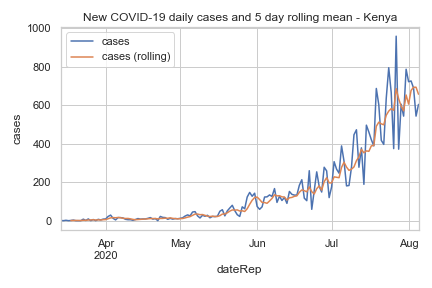 New COVID-19 daily cases and 5 day rolling mean - Kenya
cases
cases (rolling)
1000
800
600
400
200
0
cases
Apr
2020
May
Jun
Jul
Aug
dateRep